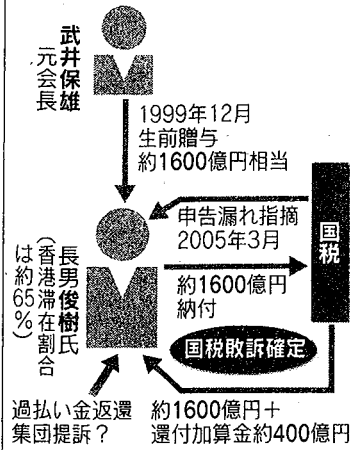 武井保雄
元会長
1999年12月
生前贈与
約1600億円相当
申告漏れ指摘
2005年3月
国税
長男俊樹氏
(香港滞在割合
は約65%)
約1600億円
納付
国税敗訴確定
過払い金返還
集団提訴?
約1600億円+
還付加算金約400億円